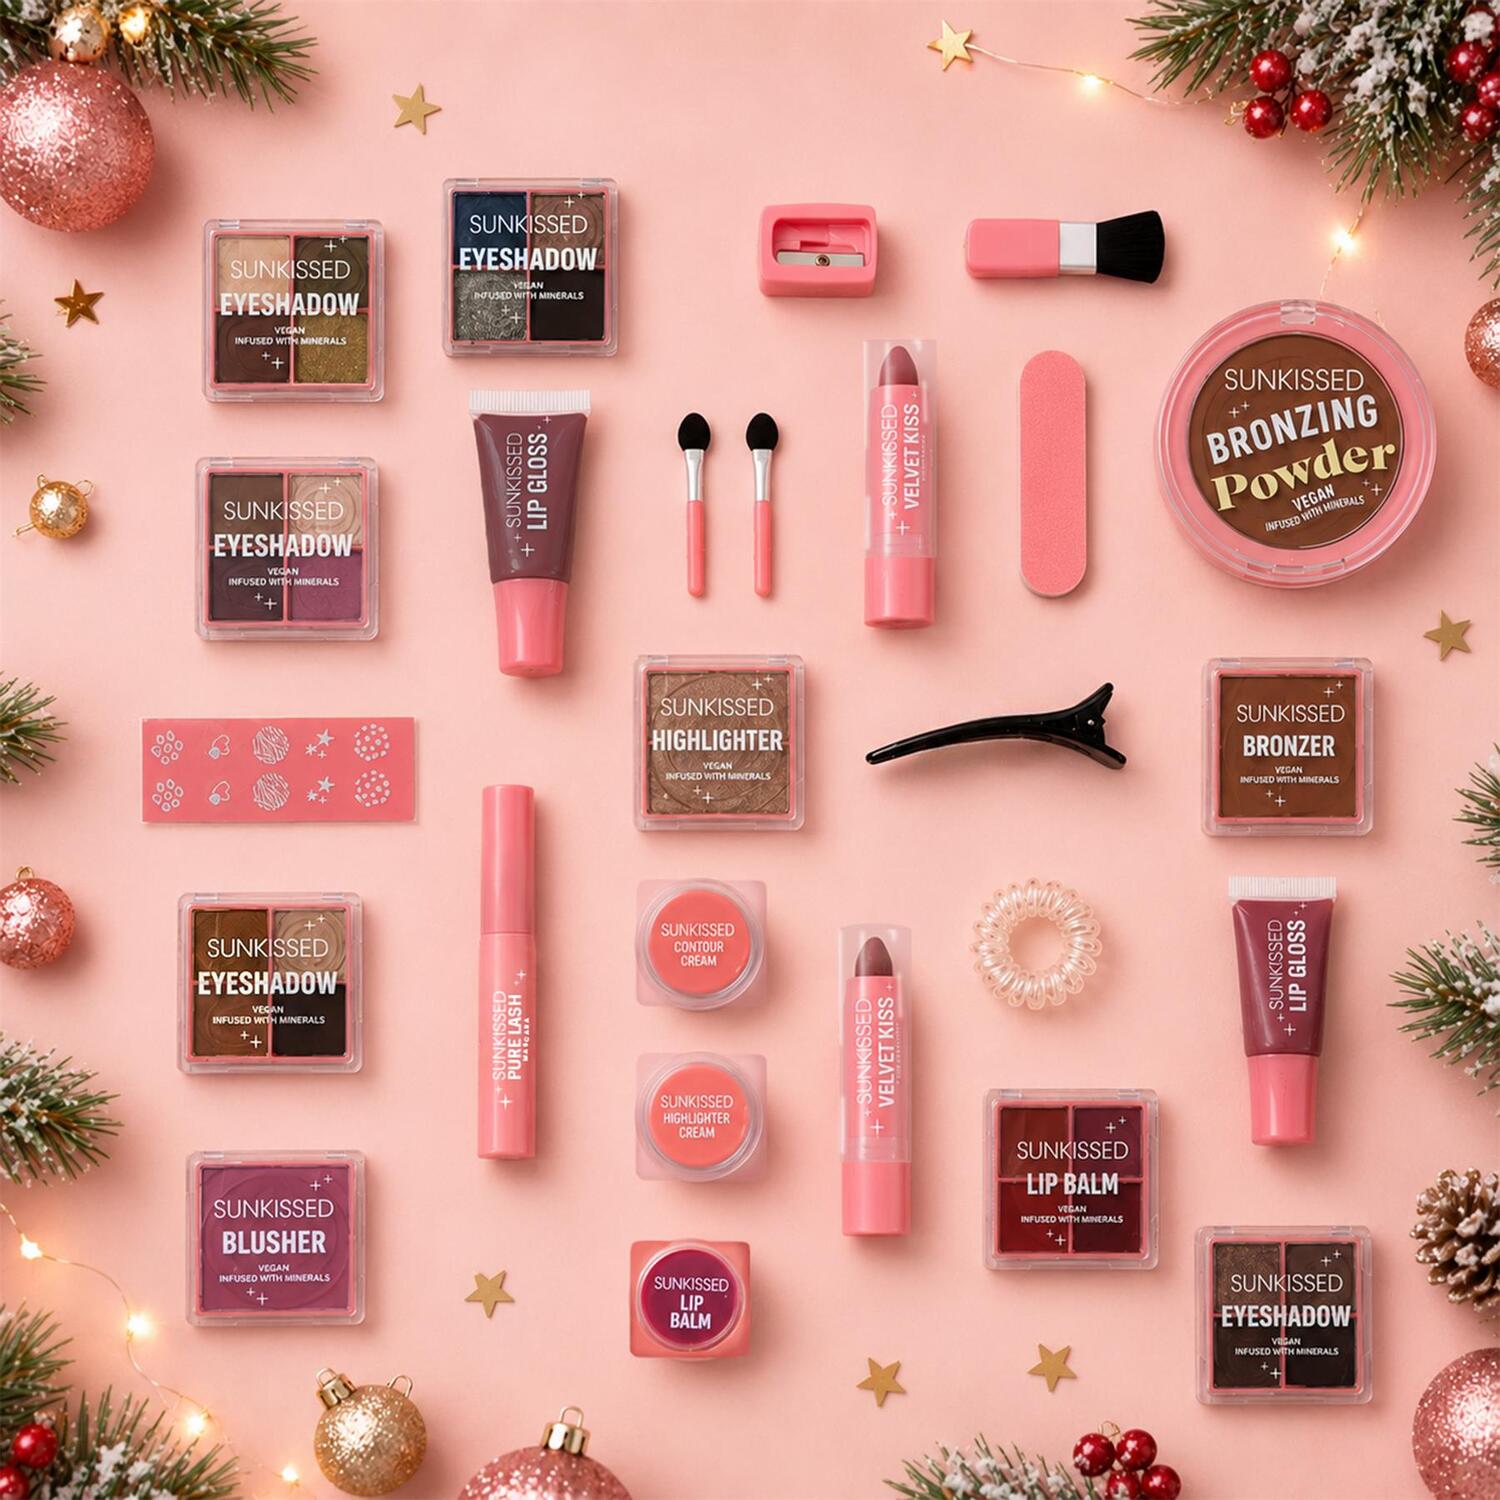 SUNKISSED
EYESHADOW
VEGAN
INFUSED WITH MINERALS
SUNKISSED
EYESHADOW
VEGAN
INFUSED WITH MINERALS
SUNKISSED
BRONZING
Powder
VEGAN
INFUSED WITH MINERALS
SUNKISSED
EYESHADOW
VEGAN
INFUSED WITH MINERALS
SUNKISSED
LIP GLOSS
SUNKISSED
VELVET KISS
SUNKISSED
HIGHLIGHTER
VEGAN
INFUSED WITH MINERALS
SUNKISSED
BRONZER
VEGAN
INFUSED WITH MINERALS
SUNKISSED
EYESHADOW
VEGAN
INFUSED WITH MINERALS
SUNKISSED
PURE LASH
MASCARA
SUNKISSED
CONTOUR
CREAM
SUNKISSED
VELVET KISS
SUNKISSED
LIP GLOSS
SUNKISSED
HIGHLIGHTER
CREAM
SUNKISSED
LIP BALM
VEGAN
INFUSED WITH MINERALS
SUNKISSED
BLUSHER
VEGAN
INFUSED WITH MINERALS
SUNKISSED
LIP
BALM
SUNKISSED
EYESHADOW
VEGAN
INFUSED WITH MINERALS